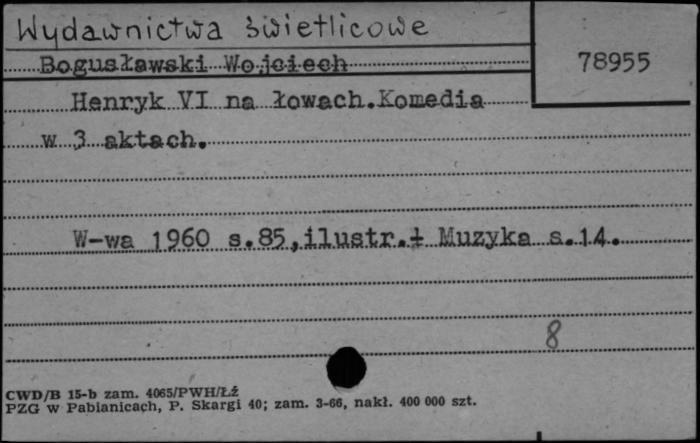 Wydawnictwa świetlicowe
Bogusławski Wojciech
78955
Henryk VI na łowach.Komedia
w 3 aktach.
W-wa 1960 s.85,ilustr.+ Muzyka s.14.
8
CWD/B 15-b zam. 4065/PWH/Łź
PZG w Pabianicach, P. Skargi 40; zam. 3-66, nakł. 400 000 szt.